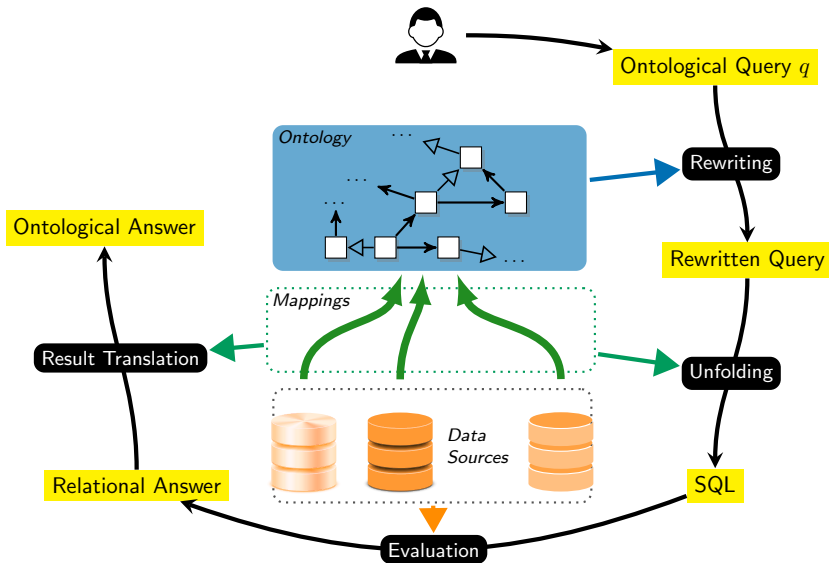 Ontological Query q
Ontology
. . .
. . .
. . .
. . .
Rewriting
Ontological Answer
Rewritten Query
Mappings
Result Translation
Unfolding
Data
Sources
Relational Answer
SQL
Evaluation